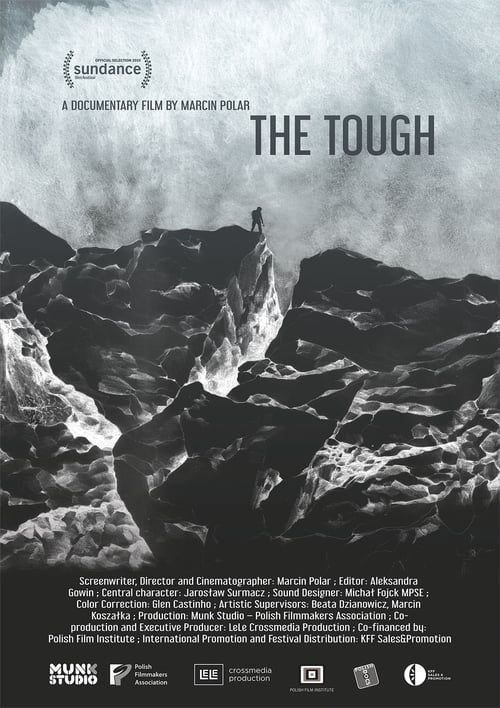 OFFICIAL SELECTION 2020
sundance
film festival
A DOCUMENTARY FILM BY MARCIN POLAR
THE TOUGH
Screenwriter, Director and Cinematographer: Marcin Polar ; Editor: Aleksandra
Gowin ; Central character: Jarosław Surmacz ; Sound Designer: Michał Fojck MPSE ;
Color Correction: Glen Castinho ; Artistic Supervisors: Beata Dzianowicz, Marcin
Koszałka ; Production: Munk Studio – Polish Filmmakers Association ; Co-
production and Executive Producer: LeLe Crossmedia Production ; Co-financed by:
Polish Film Institute ; International Promotion and Festival Distribution: KFF Sales&Promotion
MUNK
STUDIO
Polish
Filmmakers
Association
LELE
crossmedia
production
POLISH FILM INSTITUTE
KFF
SALES &
PROMOTION